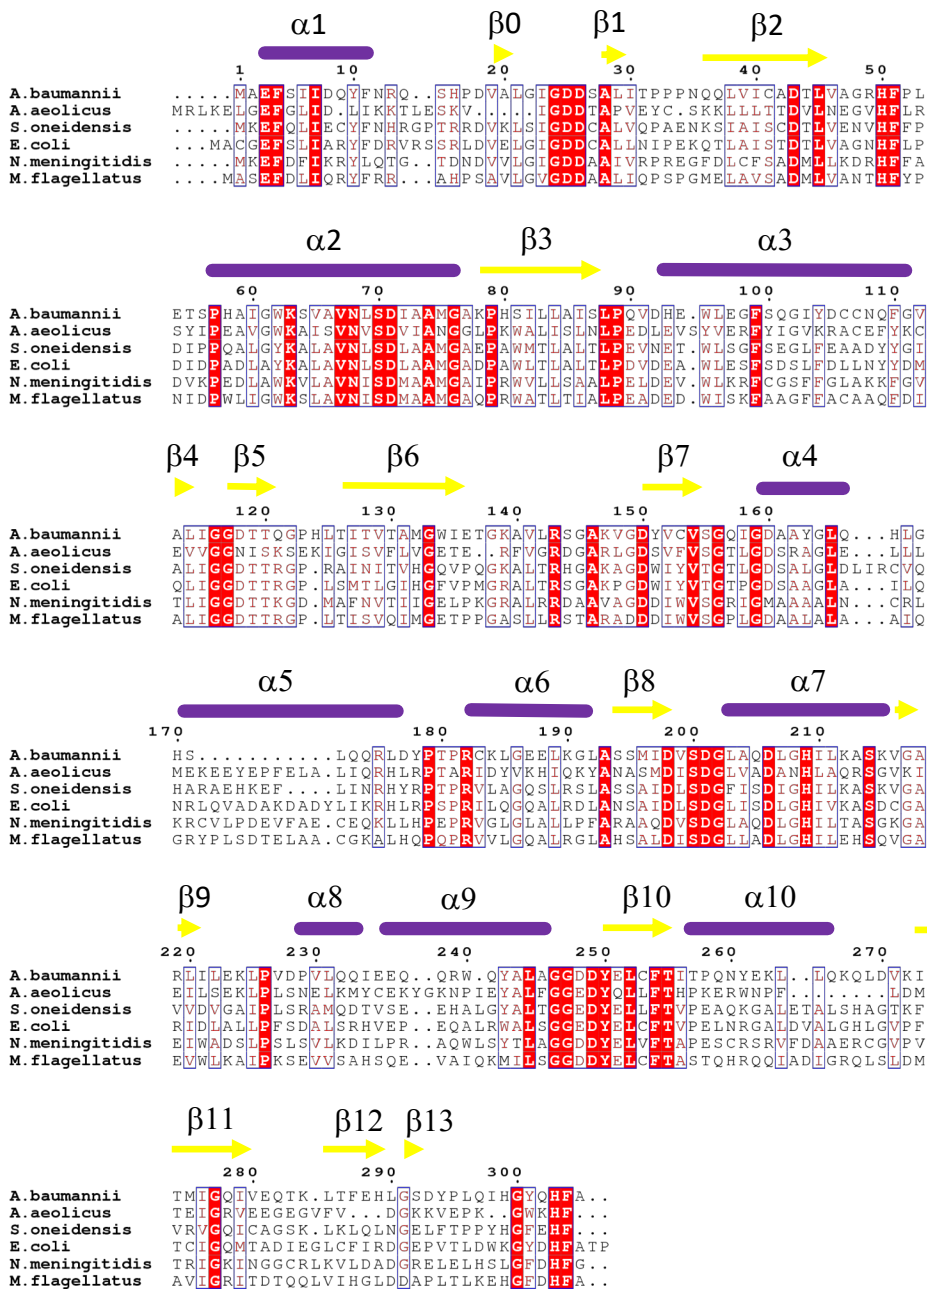 α1 β0 β1 β2
1 10 20 30 40 50
A.baumannii ....MAEFSIIDQYFNRQ..SHPDVALGIGDDSALITPPPNQQLVICADTLVAGRHFPL
A.aeolicus MRLKELGEFGLID.LIKKTLESKV....IGDDTAPVEYC.SKKLLLTTDVLNEGVHFLR
S.oneidensis ....MKEFQLIECYFNHRGPTRRDVKLSIGDDCALVQPAENKSIAISCDTLVENVHFFP
E.coli ...MACGEFSLIARYFDRVRSSRLDVELGIGDDCALLNIPEKQTLAISTDTLVAGNHFLP
N.meningitidis ....MKEFDFIKRYLQTG..TDNDVVLGIGDDAAIVRPREGFDLCFSADMLLKDRHFFA
M.flagellatus ....MASEFDLIQRYFRR...AHPSAVLGVGDDAALIQPSPGMELAVSADMLVANTHFYP
α2 β3 α3
60 70 80 90 100 110
A.baumannii ETSPHAIGWKSVAVNLSDIAAMGAKPHSILLAISLPQVDHE.WLEGFSQGIYDCCNQFGV
A.aeolicus SYIPEAVGWKAISVNVSDVIANGGLPKWALISLNLPEDLEVSYVERFYIGVKRACEFYKC
S.oneidensis DIPPQALGYKALAVNLSDLAAMGAEPAWMTLALTLPEVNET.WLSGFSEGLFEAADYYGI
E.coli DIDPADLAYKALAVNLSDLAAMGADPAWLTLALTLPDVDEA.WLESFSDSLFDLLNYYDM
N.meningitidis DVKPEDLAWKVLAVNISDMAAMGAIPRWVLLSAALPELDEV.WLKRFCGSFFGLAKKFGV
M.flagellatus NIDPWLIGWKSLAVNISDMAAMGAQPRWATLTIALPEADED.WISKFAAGFFACAAQFDI
β4 β5 β6 β7 α4
120 130 140 150 160
A.baumannii ALIGGDTTQGPHLTITVTAMGWIETGKAVLRSGAKVGDYVCVSGQIGDAAYGLQ...HLG
A.aeolicus EVVGGNISKSEKIGISVFLVGETE..RFVGRDGARLGDSVFVSGTLGDSRAGLE...LLL
S.oneidensis ALIGGDTTRGP.RAINITVHGQVPQGKALTRHGAKAGDWIYVTGTLGDSALGLDLIRCVQ
E.coli QLIGGDTTRGP.LSMTLGIHGFVPMGRALTRSGAKPGDWIYVTGTPGDSAAGLA...ILQ
N.meningitidis TLIGGDTTKGD.MAFNVTIIGELPKGRALRRDAAVAGDDIWVSGRIGMAAAALN...CRL
M.flagellatus ALIGGDTTRGP.LTISVQIMGETPPGASLLRSTARADDDIWVSGPLGDAALALA...AIQ
α5 α6 β8 α7
170 180 190 200 210
A.baumannii HS...........LQQRLDYPTPRCKLGEELKGLASSMIDVSDGLAQDLGHILKASKVGA
A.aeolicus MEKEEYEPFELA.LIQRHLRPTARIDYVKHIQKYANASMDISDGLVADANHLAQRSGVKI
S.oneidensis HARAEHKEF....LINRHYRPTPRVLAGQSLRSLASSAIDLSDGFISDIGHILKASKVGA
E.coli NRLQVADAKDADYLIKRHLRPSPRILQGQALRDLANSAIDLSDGLISDLGHIVKASDCGA
N.meningitidis KRCVLPDEVFAE.CEQKLLHPEPRVGLGLALLPFARAAQDVSDGLAQDLGHILTASGKGA
M.flagellatus GRYPLSDTELAA.CGKALHQPQPRVVLGQALRGLAHSALDISDGLLADLGHILEHSQVGA
β9 α8 α9 β10 α10
220 230 240 250 260 270
A.baumannii RLILEKLPVDPVLQQIEEQ..QRW.QYALAGGDDYELCFTITPQNYEKL..LQKQLDVKI
A.aeolicus EILSEKLPLSNELKMYCEKYGKNPIEYALFGGEDYQLLFTHPKERWNPF........LDM
S.oneidensis VVDVGAIPLSRAMQDTVSE..EHALGYALTGGEDYELLFTVPEAQKGALETALSHAGTKF
E.coli RIDLALLPFSDALSRHVEP..EQALRWALSGGEDYELCFTVPELNRGALDVALGHLGVPF
N.meningitidis EIWADSLPLSNVLKDILPR..AQWLSYTLAGGDDYELVFTAPESCRSRVFDAAERCGVPV
M.flagellatus EVWLKAIPKSEVVSAHSQE..VAIQKMILSGGDDYELCFTASTQHRQQIADIGRQLSLDM
β11 β12 β13
280 290 300
A.baumannii TMIGQIVEQTK.LTFEHLGSDYPLQIHGYQHFA..
A.aeolicus TEIGRVEEGEGVFV...DGKKVEPK..GWKHF...
S.oneidensis VRVGQICAGSK.LKLQLNGELFTPPYHGFEHF...
E.coli TCIGQMTADIEGLCFIRDGEPVTLDWKGYDHFATP
N.meningitidis TRIGKINGGCRLKVLDADGRELELHSLGFDHFG..
M.flagellatus AVIGRITDTQQLVIHGLDDAPLTLKEHGFDHFA..